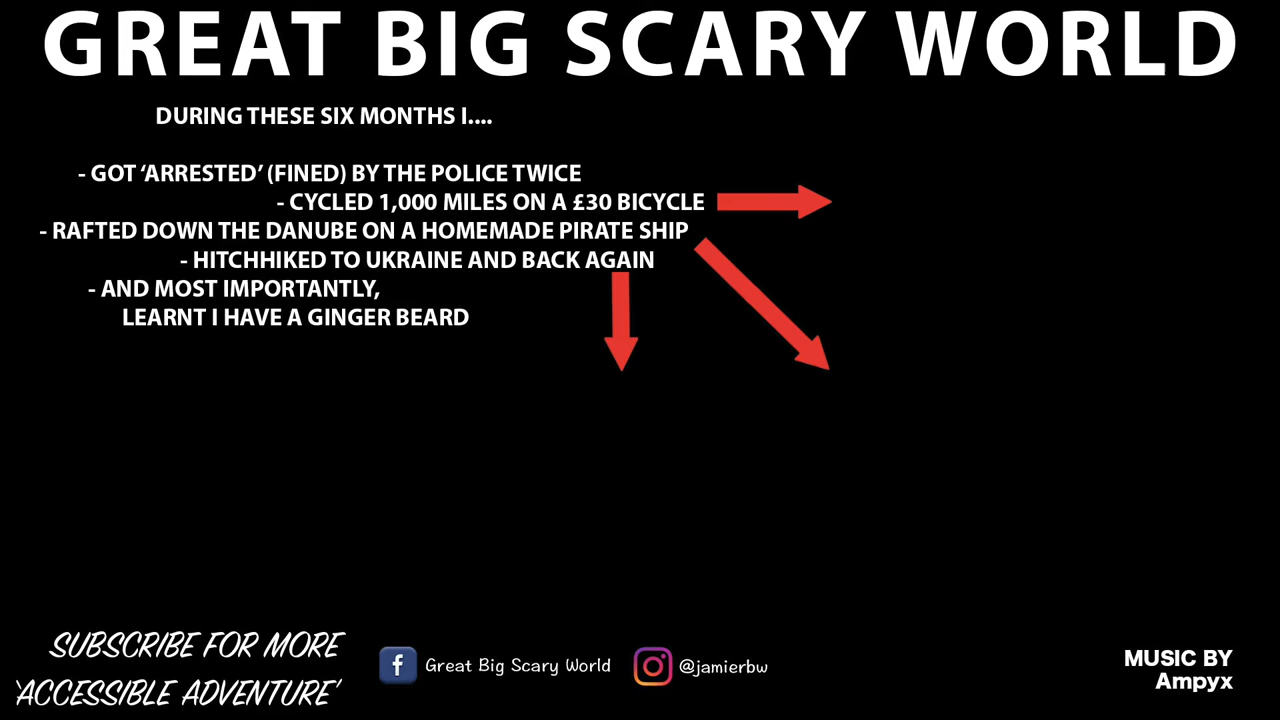 GREAT BIG SCARY WORLD
DURING THESE SIX MONTHS I....
- GOT ‘ARRESTED’ (FINED) BY THE POLICE TWICE
- CYCLED 1,000 MILES ON A £30 BICYCLE
- RAFTED DOWN THE DANUBE ON A HOMEMADE PIRATE SHIP
- HITCHHIKED TO UKRAINE AND BACK AGAIN
- AND MOST IMPORTANTLY,
LEARNT I HAVE A GINGER BEARD
SUBSCRIBE FOR MORE
‘ACCESSIBLE ADVENTURE’
Great Big Scary World
@jamierbw
MUSIC BY
Ampyx